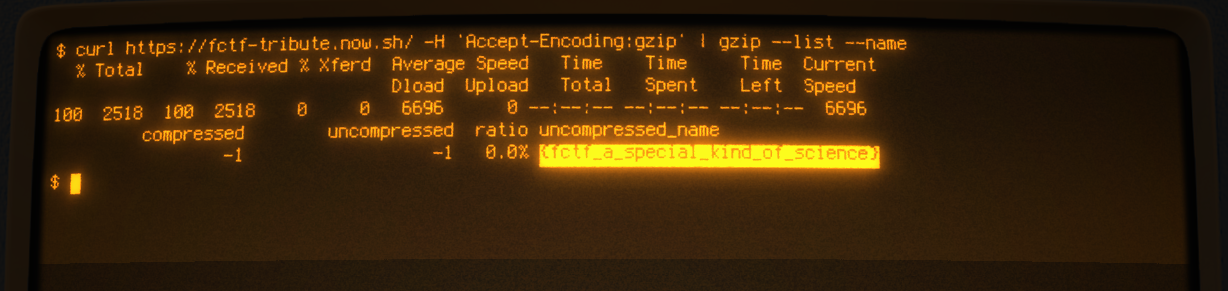 $ curl https://fctf-tribute.now.sh/ -H 'Accept-Encoding:gzip' | gzip --list --name
% Total % Received % Xferd Average Speed Time Time Time Current
Dload Upload Total Spent Left Speed
100 2518 100 2518 0 0 6696 0 --:--:-- --:--:-- --:--:-- 6696
compressed uncompressed ratio uncompressed_name
-1 -1 0.0% {fctf_a_special_kind_of_science}
$